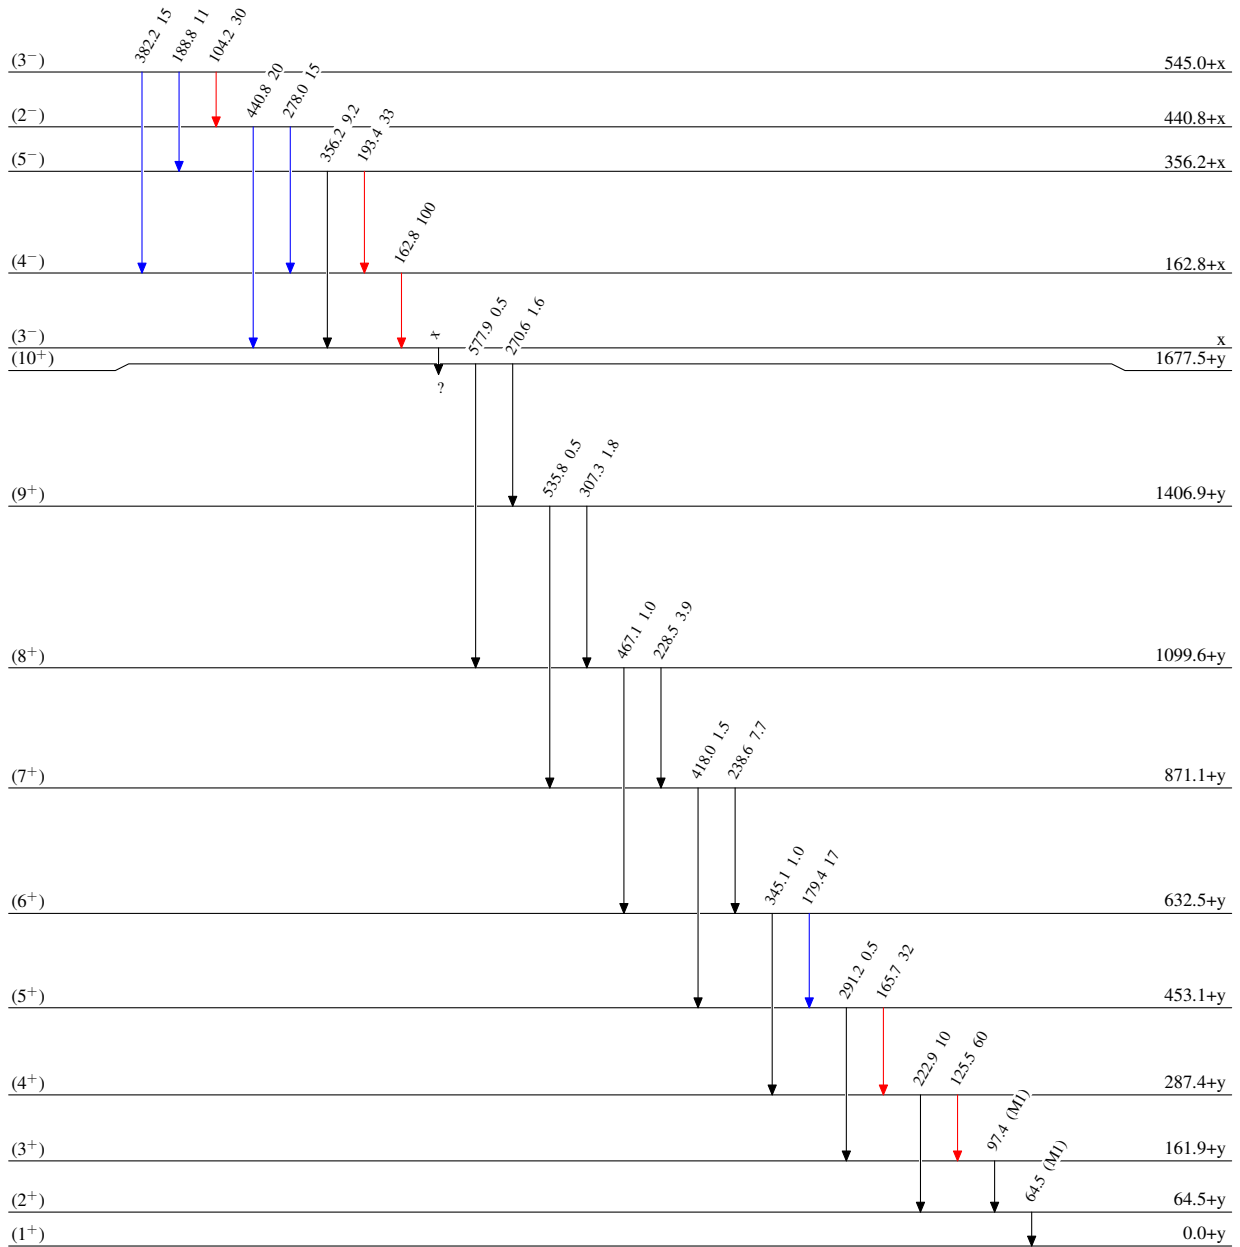 382.2 15
188.8 11
104.2 30
(3⁻) 545.0+x
440.8 20
278.0 15
(2⁻) 440.8+x
356.2 9.2
193.4 33
(5⁻) 356.2+x
162.8 100
(4⁻) 162.8+x
x
577.9 0.5
270.6 1.6
(3⁻) x
(10⁺) 1677.5+y
?
535.8 0.5
307.3 1.8
(9⁺) 1406.9+y
467.1 1.0
228.5 3.9
(8⁺) 1099.6+y
418.0 1.5
238.6 7.7
(7⁺) 871.1+y
345.1 1.0
179.4 17
(6⁺) 632.5+y
291.2 0.5
165.7 32
(5⁺) 453.1+y
222.9 10
125.5 60
(4⁺) 287.4+y
97.4 (M1)
(3⁺) 161.9+y
64.5 (M1)
(2⁺) 64.5+y
(1⁺) 0.0+y